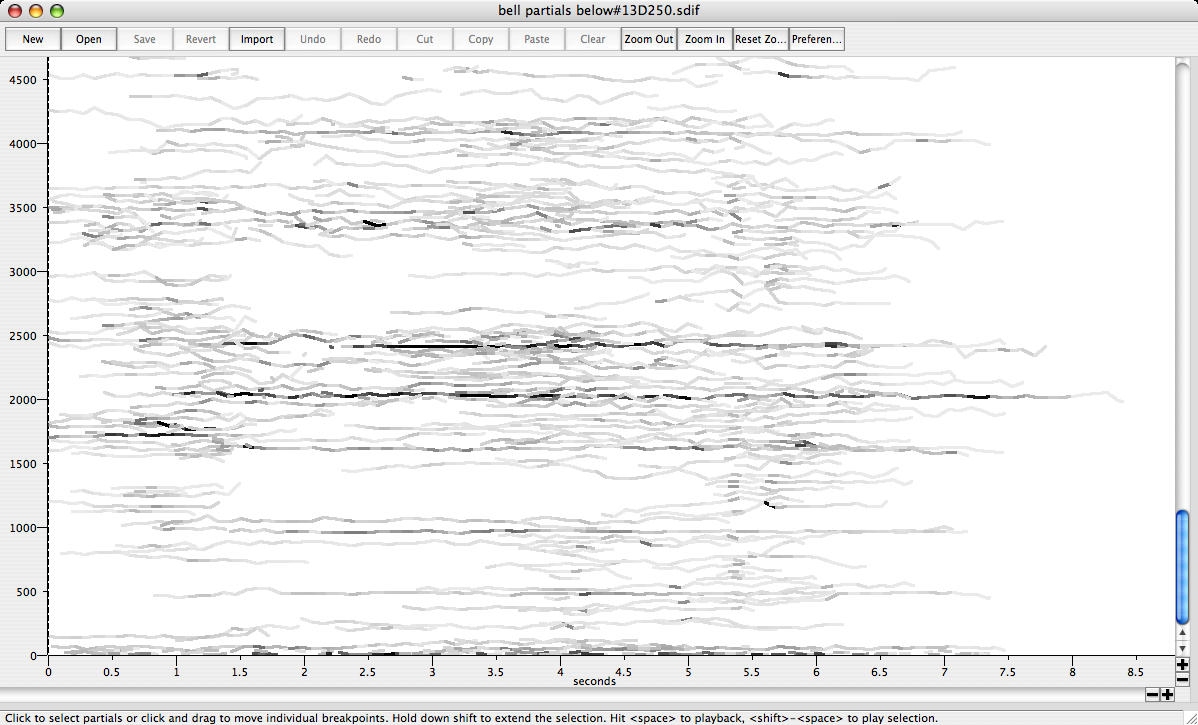 bell partials below#13D250.sdif
New Open Save Revert Import Undo Redo Cut Copy Paste Clear Zoom Out Zoom In Reset Zo... Preferen...
4500
4000
3500
3000
2500
2000
1500
1000
500
0
0 0.5 1 1.5 2 2.5 3 3.5 4 4.5 5 5.5 6 6.5 7 7.5 8 8.5
seconds
Click to select partials or click and drag to move individual breakpoints. Hold down shift to extend the selection. Hit <space> to playback, <shift>-<space> to play selection.